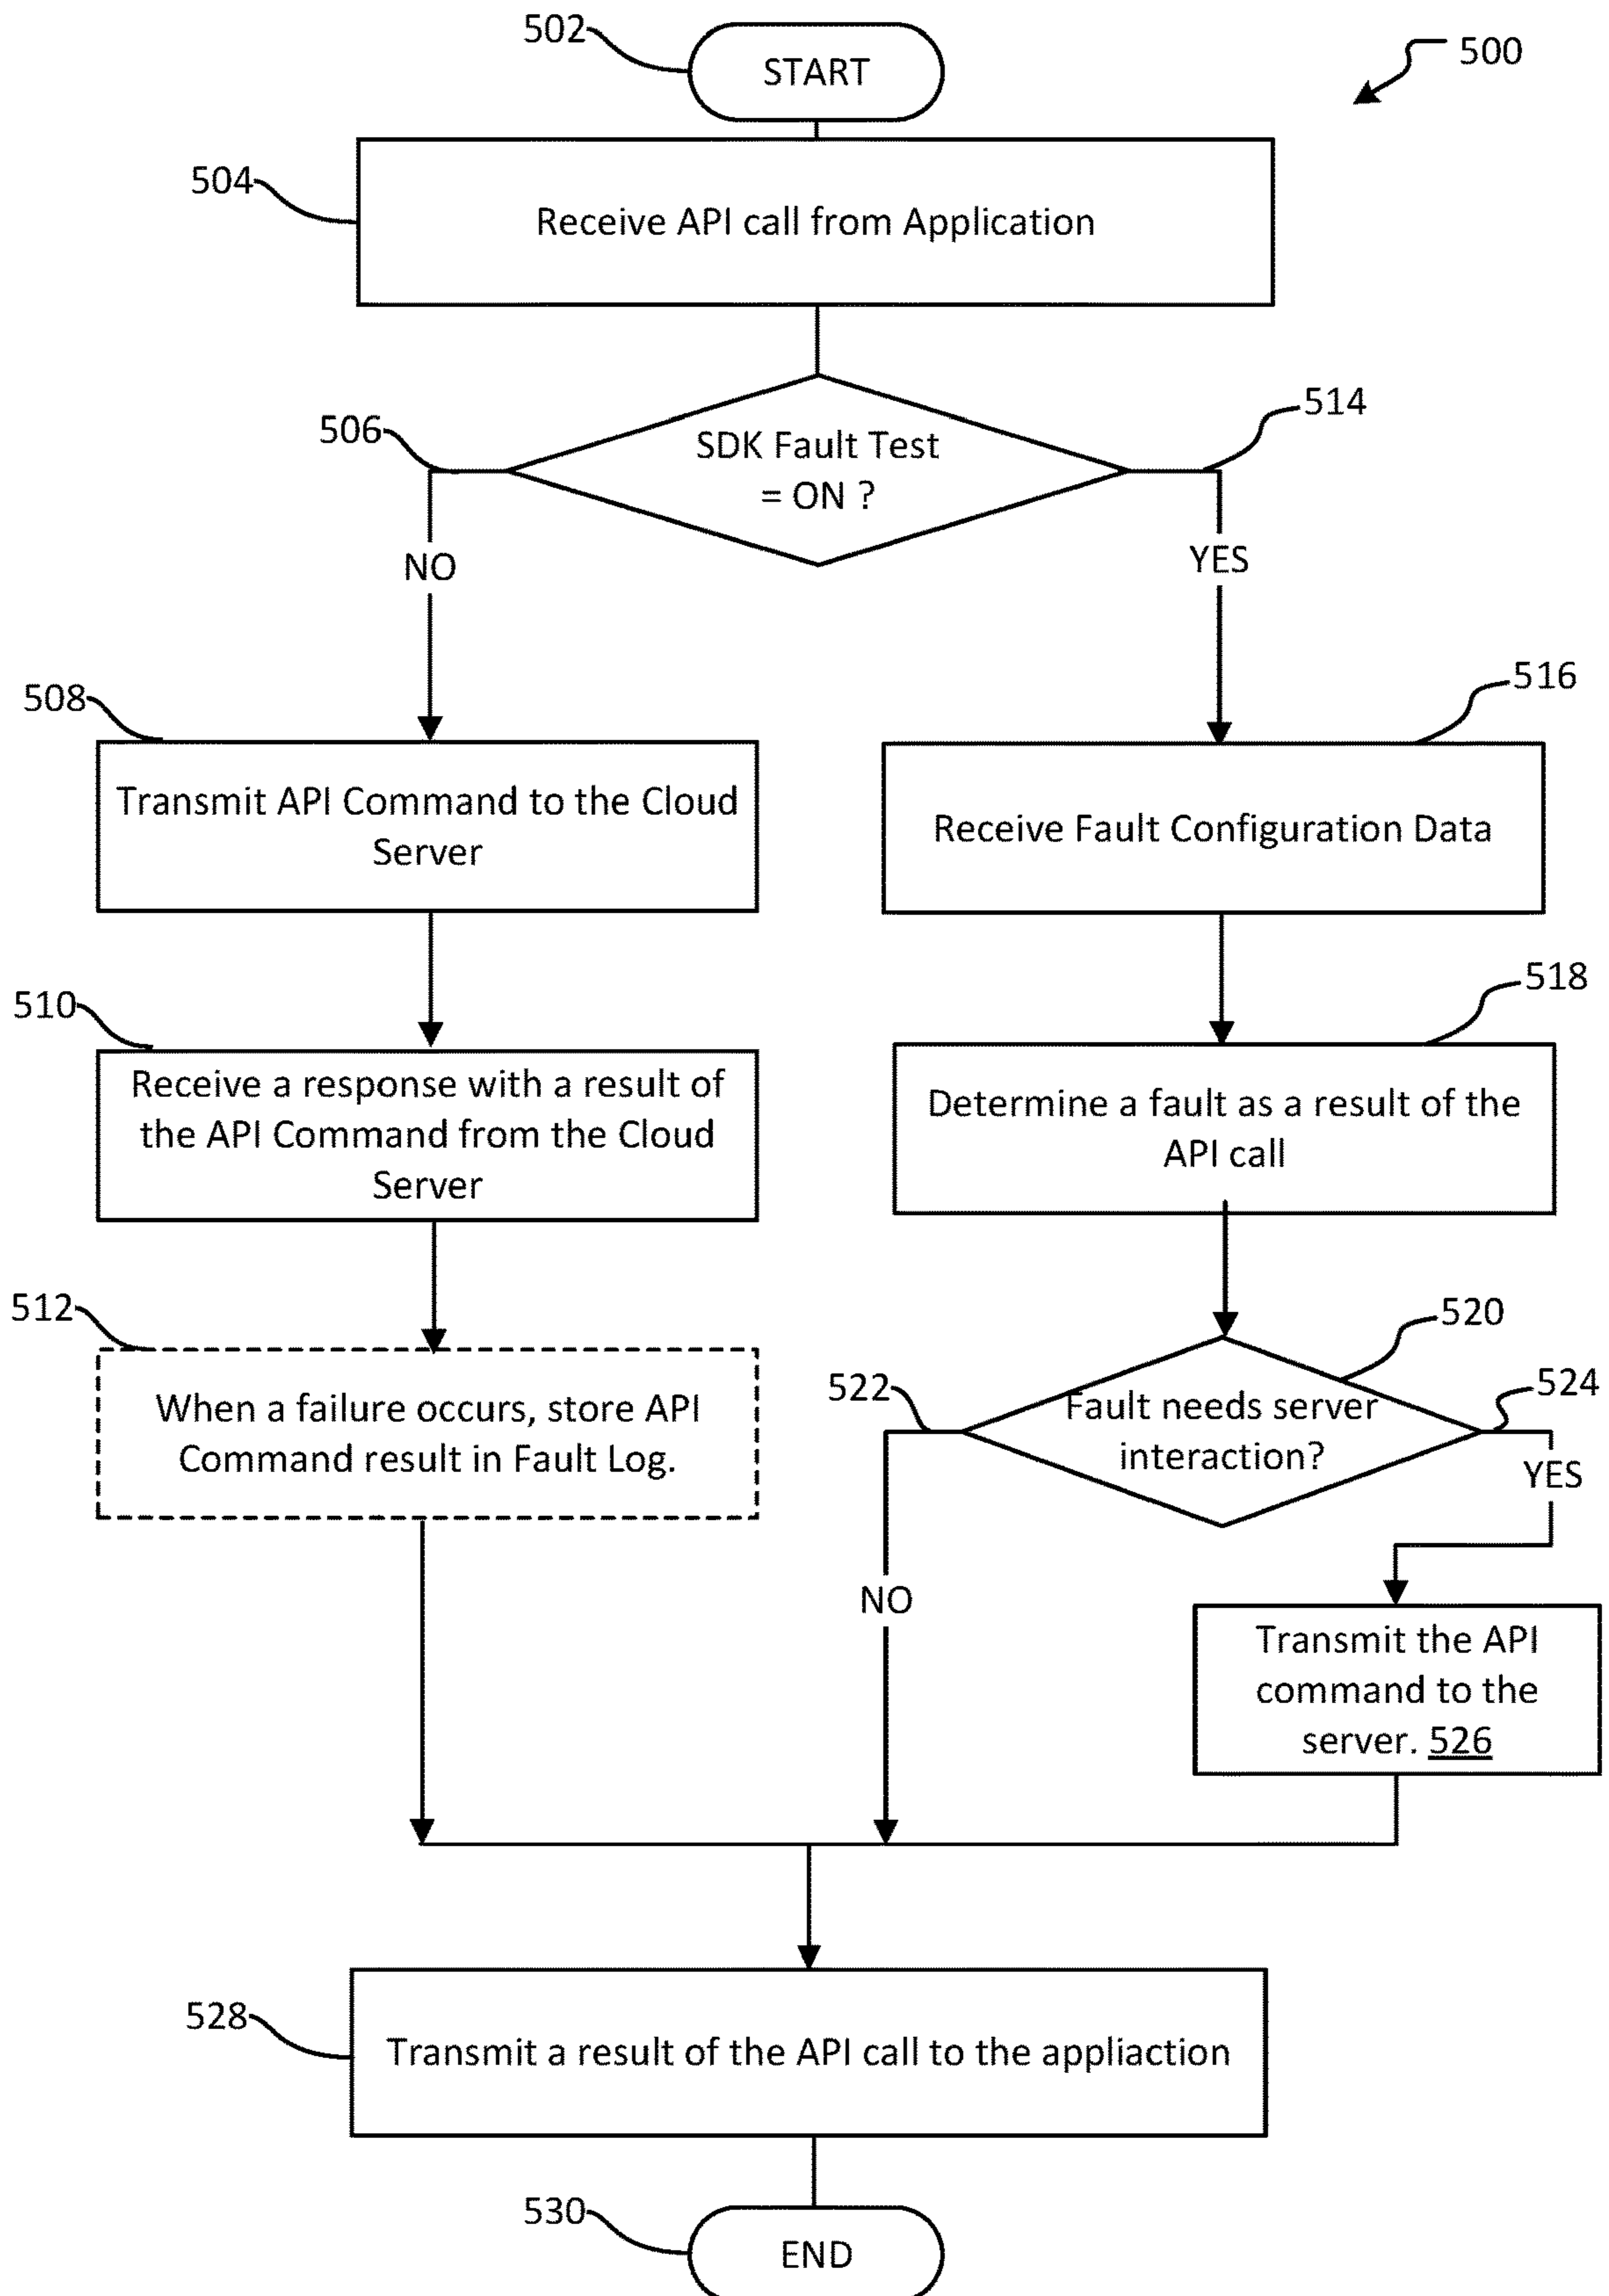 502
START
500
504
Receive API call from Application
506
SDK Fault Test
= ON ?
514
NO
YES
508
Transmit API Command to the Cloud
Server
516
Receive Fault Configuration Data
510
Receive a response with a result of
the API Command from the Cloud
Server
518
Determine a fault as a result of the
API call
512
When a failure occurs, store API
Command result in Fault Log.
520
522
Fault needs server
interaction?
524
YES
NO
Transmit the API
command to the
server. 526
528
Transmit a result of the API call to the appliaction
530
END